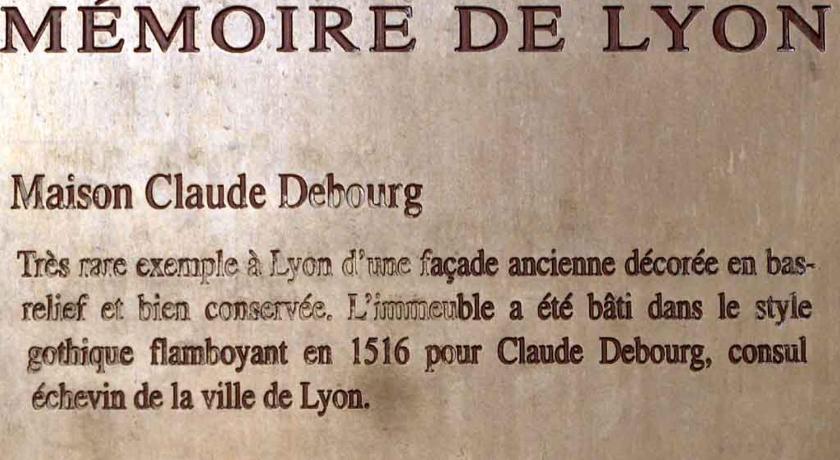 MÉMOIRE DE LYON
Maison Claude Debourg
Très rare exemple à Lyon d'une façade ancienne décorée en bas-
relief et bien conservée. L'immeuble a été bâti dans le style
gothique flamboyant en 1516 pour Claude Debourg, consul
échevin de la ville de Lyon.